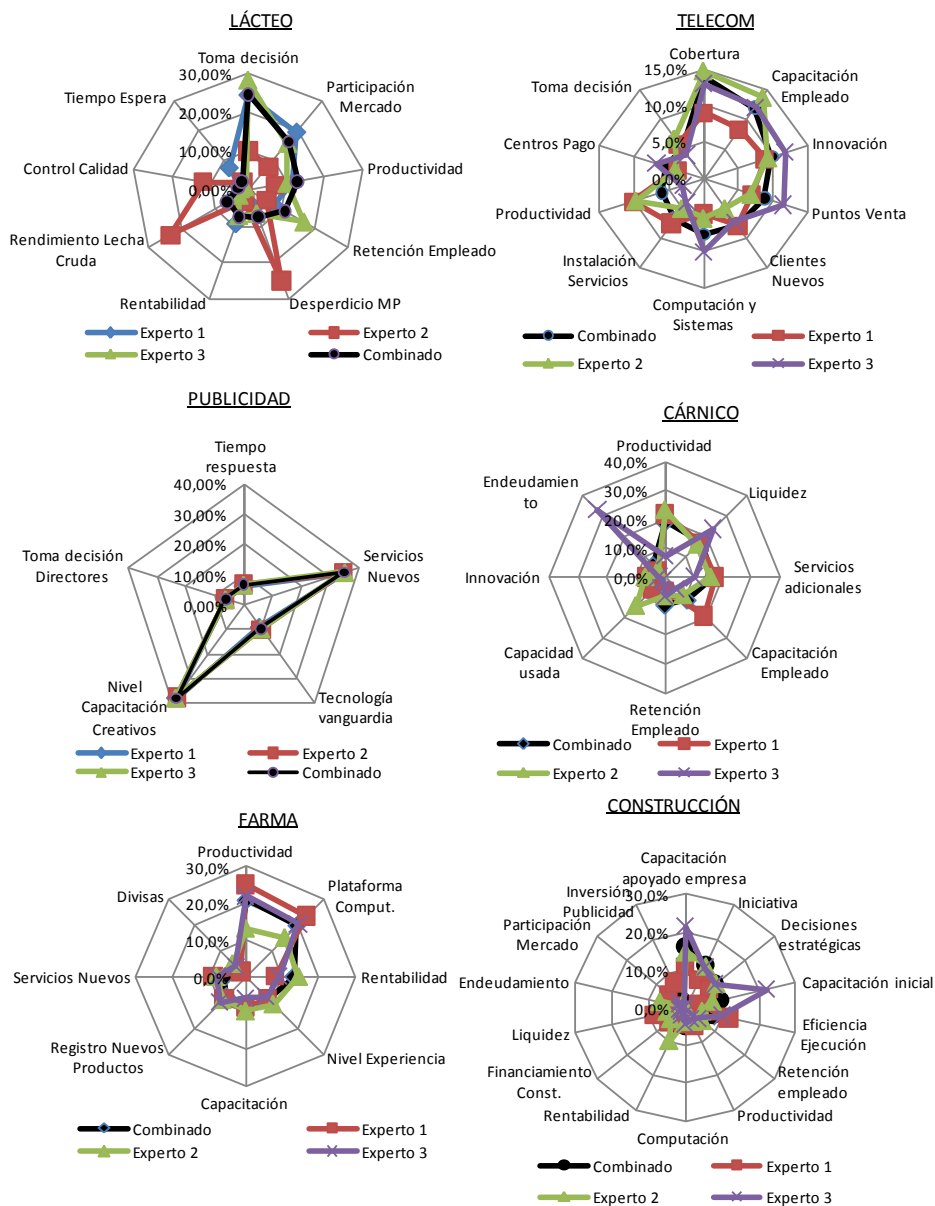 LÁCTEO
Toma decisión
30,00%
20,00%
10,00%
0,00%
Participación
Mercado
Productividad
Retención Empleado
Desperdicio MP
Rentabilidad
Rendimiento Lecha
Cruda
Control Calidad
Tiempo Espera
Experto 1
Experto 2
Experto 3
Combinado
TELECOM
Cobertura
15,0%
10,0%
5,0%
0,0%
Capacitación
Empleado
Innovación
Puntos Venta
Clientes
Nuevos
Computación y
Sistemas
Instalación
Servicios
Productividad
Centros Pago
Toma decisión
Combinado
Experto 1
Experto 2
Experto 3
PUBLICIDAD
Tiempo
respuesta
40,00%
30,00%
20,00%
10,00%
0,00%
Servicios
Nuevos
Tecnología
vanguardia
Nivel
Capacitación
Creativos
Toma decisión
Directores
Experto 1
Experto 2
Experto 3
Combinado
CÁRNICO
Productividad
40,0%
30,0%
20,0%
10,0%
0,0%
Liquidez
Servicios
adicionales
Capacitación
Empleado
Retención
Empleado
Capacidad
usada
Innovación
Endeudamie
nto
Combinado
Experto 1
Experto 2
Experto 3
FARMA
Productividad
30,0%
20,0%
10,0%
0,0%
Plataforma
Comput.
Rentabilidad
Nivel Experiencia
Capacitación
Registro Nuevos
Productos
Servicios Nuevos
Divisas
Combinado
Experto 1
Experto 2
Experto 3
CONSTRUCCIÓN
Capacitación
apoyado empresa
30,0%
20,0%
10,0%
0,0%
Iniciativa
Decisiones
estratégicas
Capacitación inicial
Eficiencia
Ejecución
Retención
empleado
Productividad
Computación
Rentabilidad
Financiamiento
Const.
Liquidez
Endeudamiento
Participación
Mercado
Inversión
Publicidad
Combinado
Experto 1
Experto 2
Experto 3